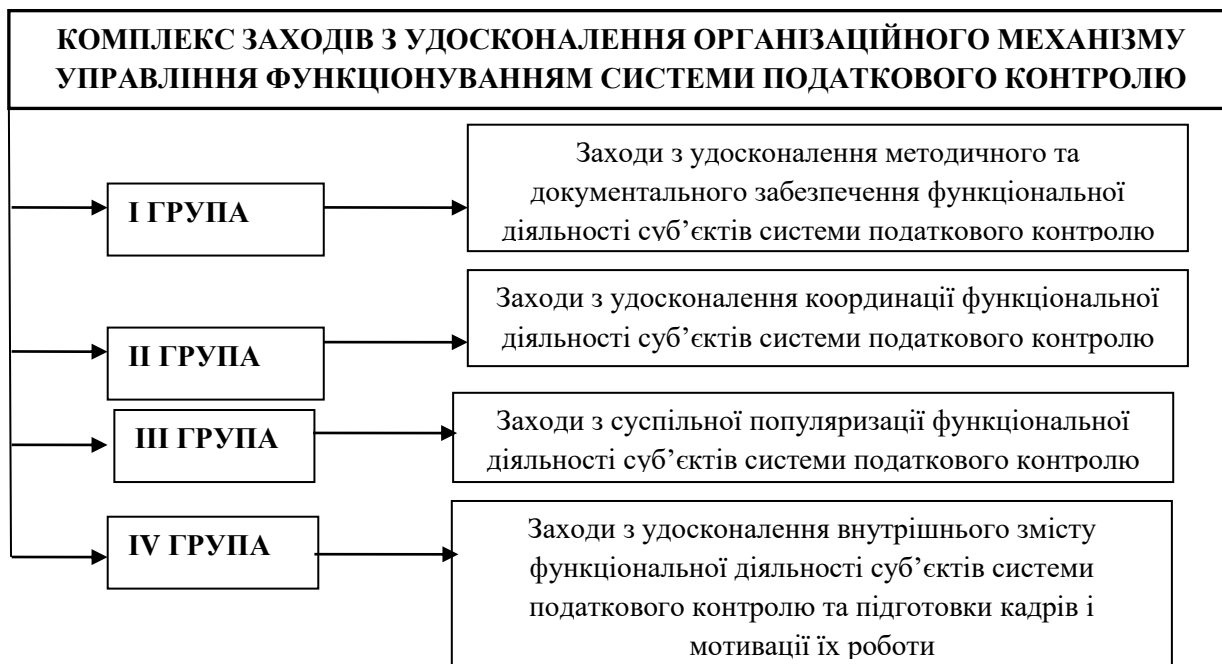 КОМПЛЕКС ЗАХОДІВ З УДОСКОНАЛЕННЯ ОРГАНІЗАЦІЙНОГО МЕХАНІЗМУ
УПРАВЛІННЯ ФУНКЦІОНУВАННЯМ СИСТЕМИ ПОДАТКОВОГО КОНТРОЛЮ
І ГРУПА
Заходи з удосконалення методичного та
документального забезпечення функціональної
діяльності суб’єктів системи податкового контролю
ІІ ГРУПА
Заходи з удосконалення координації функціональної
діяльності суб’єктів системи податкового контролю
ІІІ ГРУПА
Заходи з суспільної популяризації функціональної
діяльності суб’єктів системи податкового контролю
IV ГРУПА
Заходи з удосконалення внутрішнього змісту
функціональної діяльності суб’єктів системи
податкового контролю та підготовки кадрів і
мотивації їх роботи